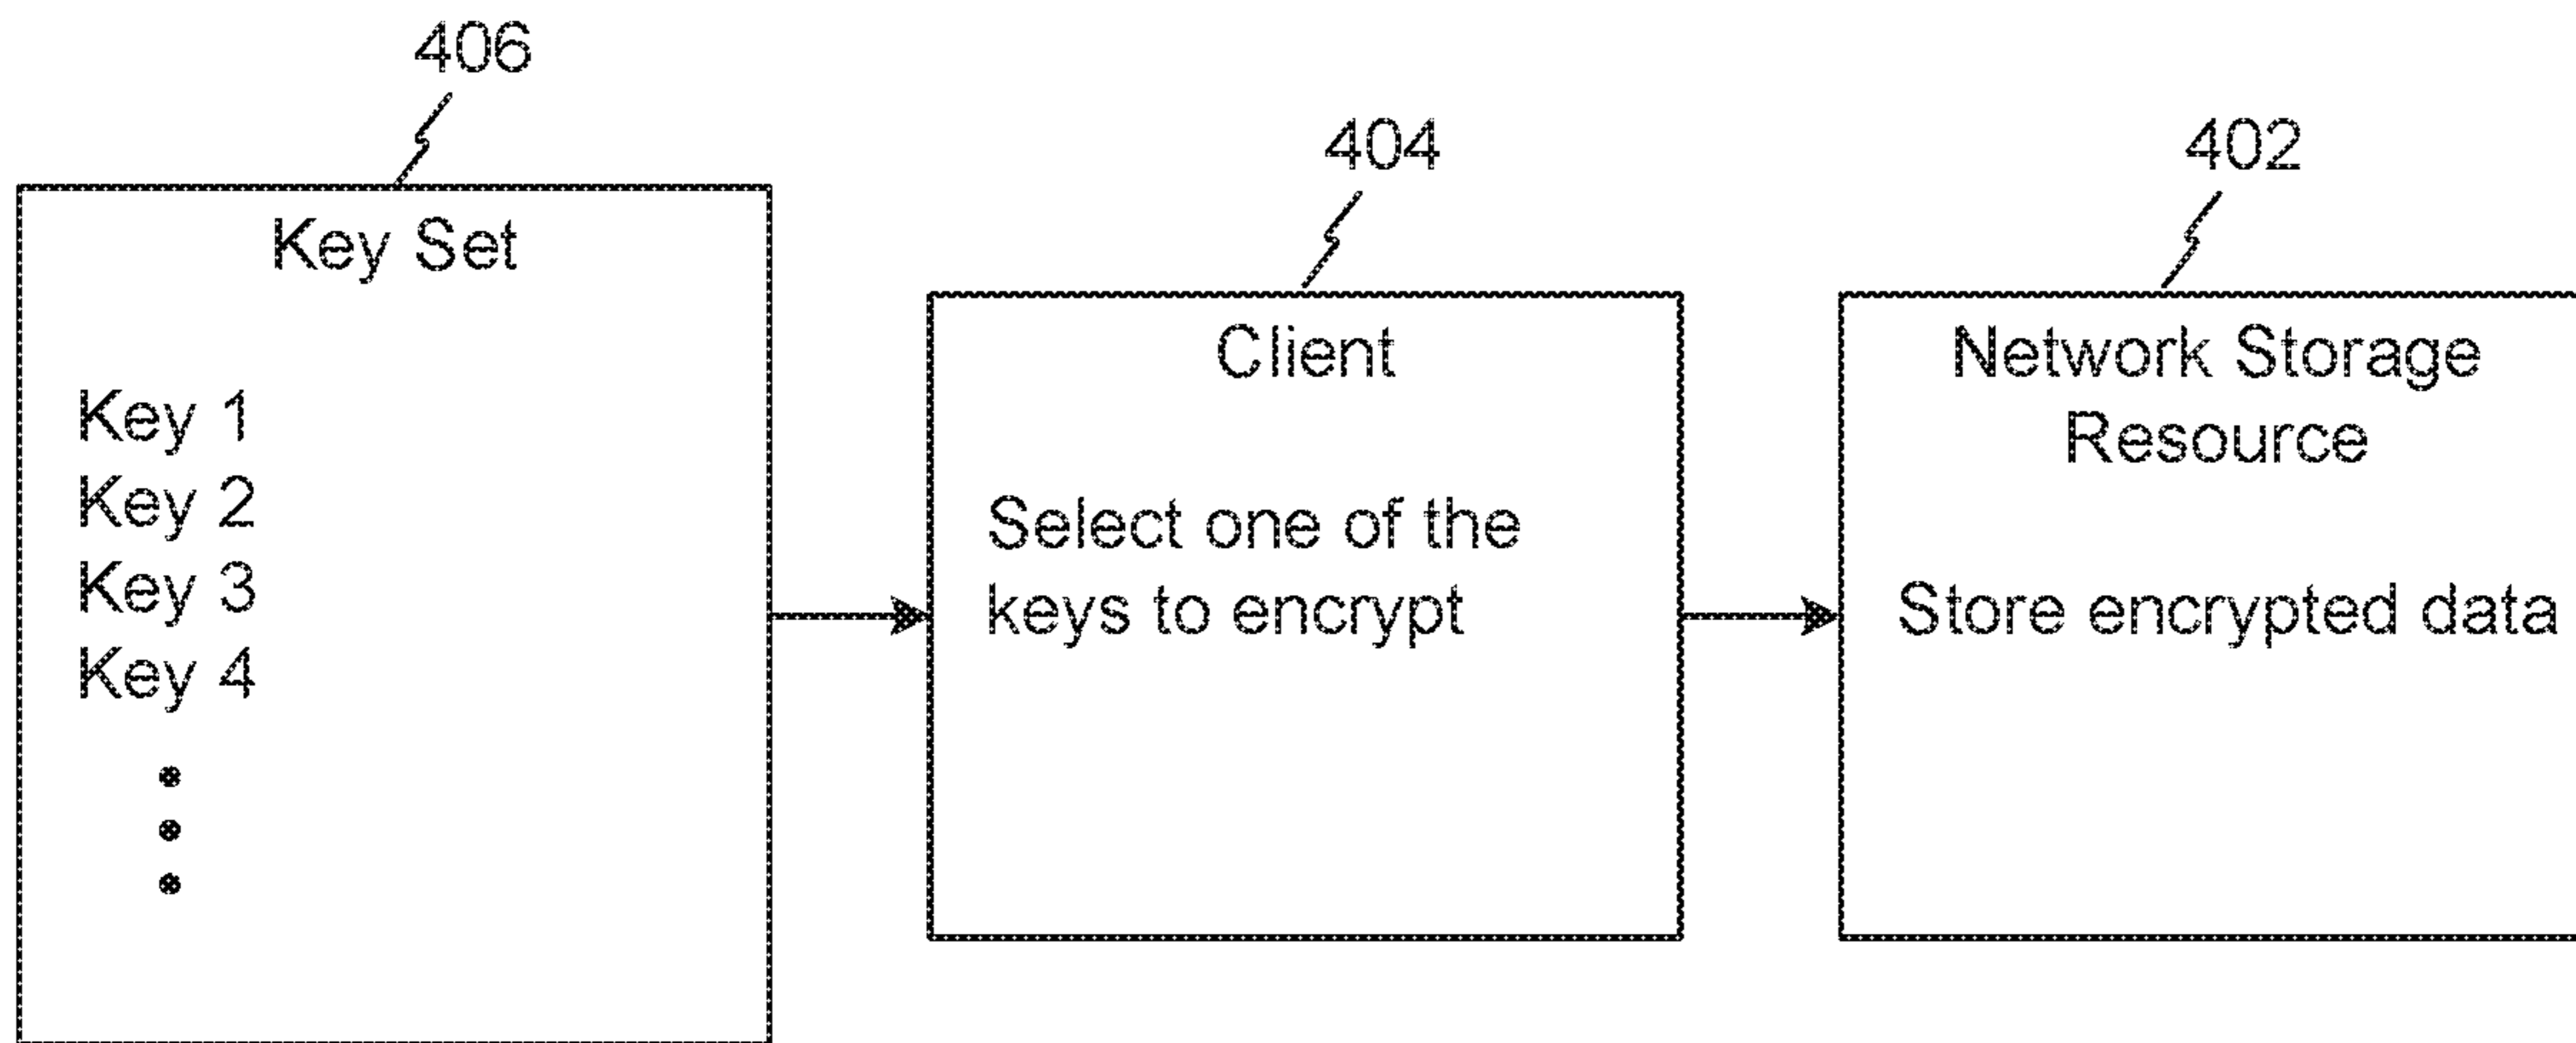 406
Key Set
Key 1
Key 2
Key 3
Key 4
404
Client
Select one of the
keys to encrypt
402
Network Storage
Resource
Store encrypted data